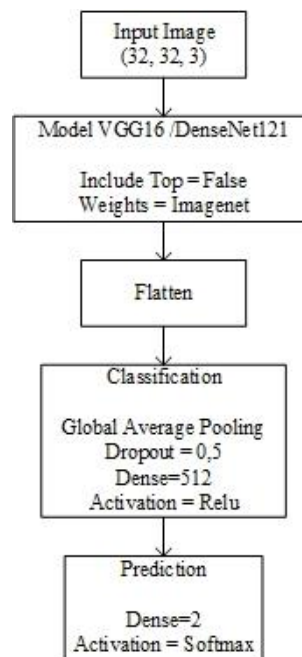 Input Image
(32, 32, 3)
Model VGG16 /DenseNet121
Include Top = False
Weights = Imagenet
Flatten
Classification
Global Average Pooling
Dropout = 0,5
Dense=512
Activation = Relu
Prediction
Dense=2
Activation = Softmax